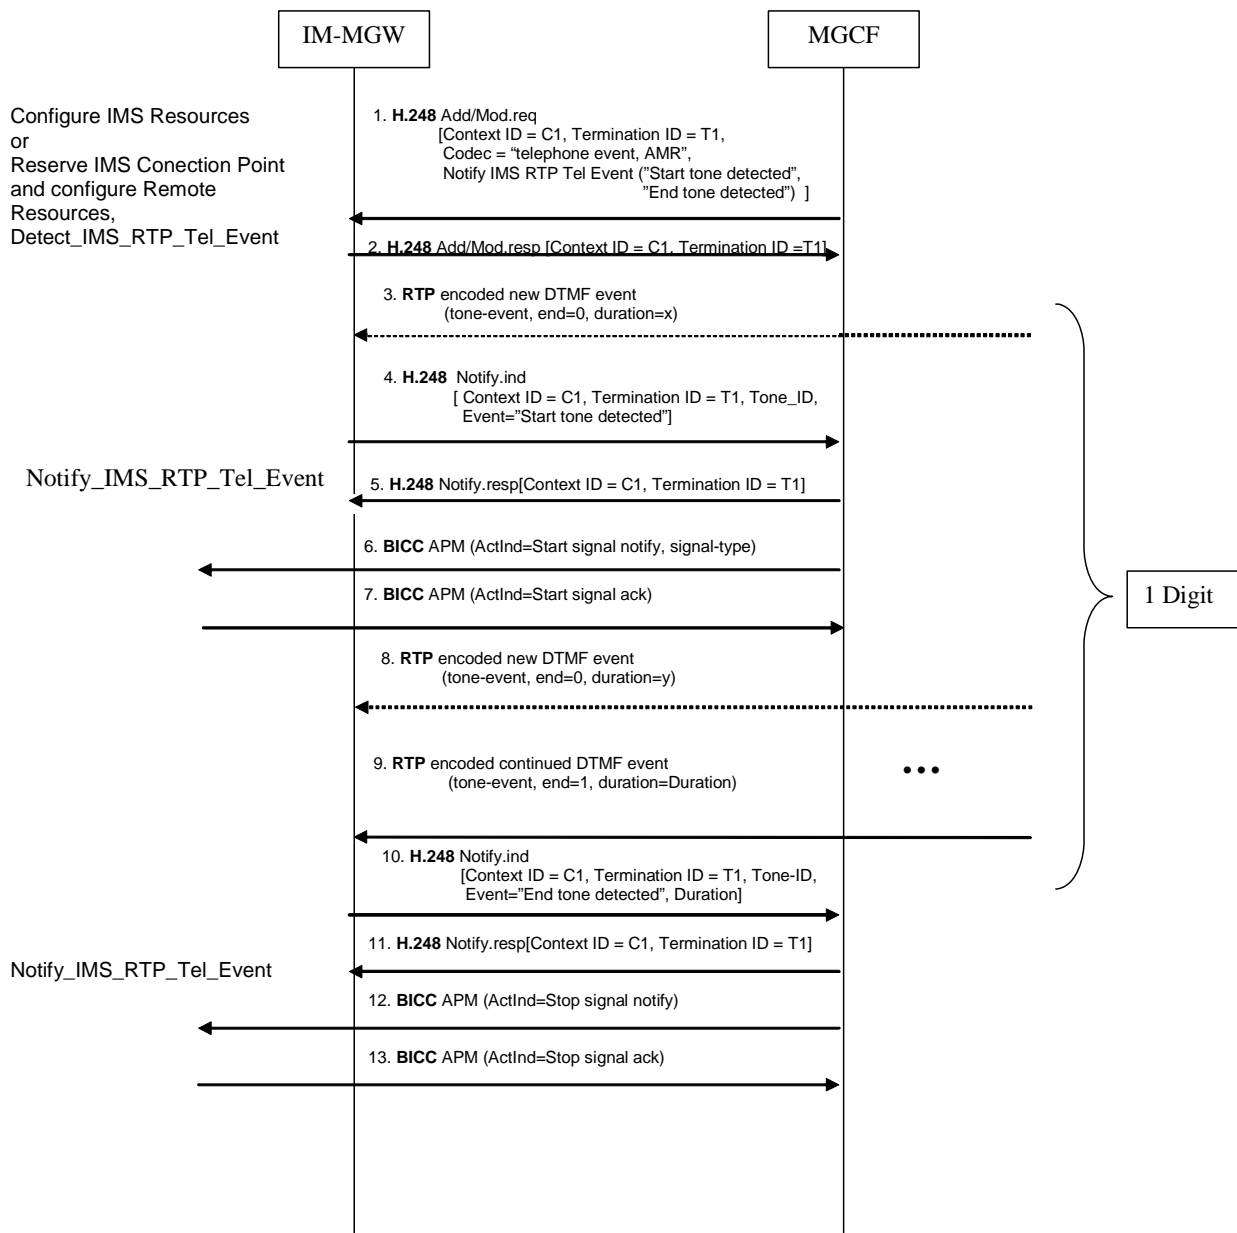 IM-MGW
MGCF
Configure IMS Resources
or
Reserve IMS Conection Point
and configure Remote
Resources,
Detect_IMS_RTP_Tel_Event
1. H.248 Add/Mod.req
[Context ID = C1, Termination ID = T1,
Codec = “telephone event, AMR”,
Notify IMS RTP Tel Event (”Start tone detected”,
”End tone detected”) ]
2. H.248 Add/Mod.resp [Context ID = C1, Termination ID =T1]
3. RTP encoded new DTMF event
(tone-event, end=0, duration=x)
4. H.248 Notify.ind
[ Context ID = C1, Termination ID = T1, Tone_ID,
Event=”Start tone detected”]
Notify_IMS_RTP_Tel_Event
5. H.248 Notify.resp[Context ID = C1, Termination ID = T1]
6. BICC APM (ActInd=Start signal notify, signal-type)
7. BICC APM (ActInd=Start signal ack)
1 Digit
8. RTP encoded new DTMF event
(tone-event, end=0, duration=y)
9. RTP encoded continued DTMF event
(tone-event, end=1, duration=Duration)
...
10. H.248 Notify.ind
[Context ID = C1, Termination ID = T1, Tone-ID,
Event=”End tone detected”, Duration]
11. H.248 Notify.resp[Context ID = C1, Termination ID = T1]
Notify_IMS_RTP_Tel_Event
12. BICC APM (ActInd=Stop signal notify)
13. BICC APM (ActInd=Stop signal ack)